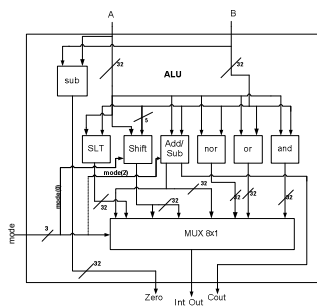 A
B
ALU
32
32
sub
5
SLT
Shift
Add/
Sub
nor
or
and
mode(2)
mode(0)
32
32
32
32
32
32
mode
3
MUX 8x1
32
Zero
Int Out
Cout